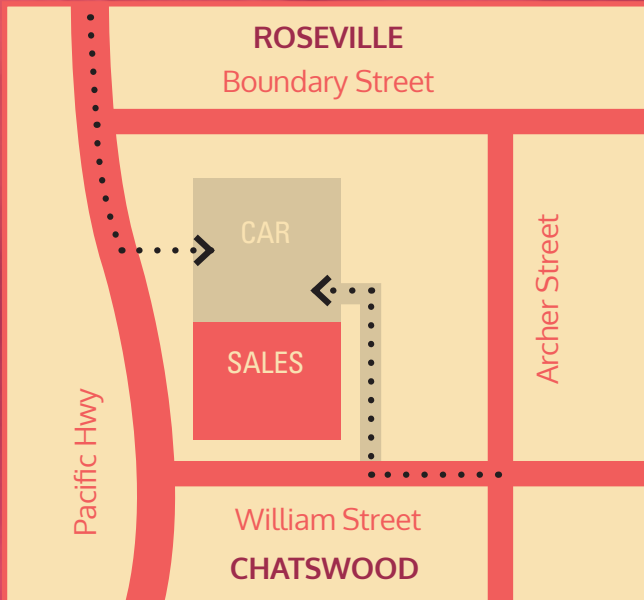 ROSEVILLE
Boundary Street
CAR
Archer Street
SALES
Pacific Hwy
William Street
CHATSWOOD